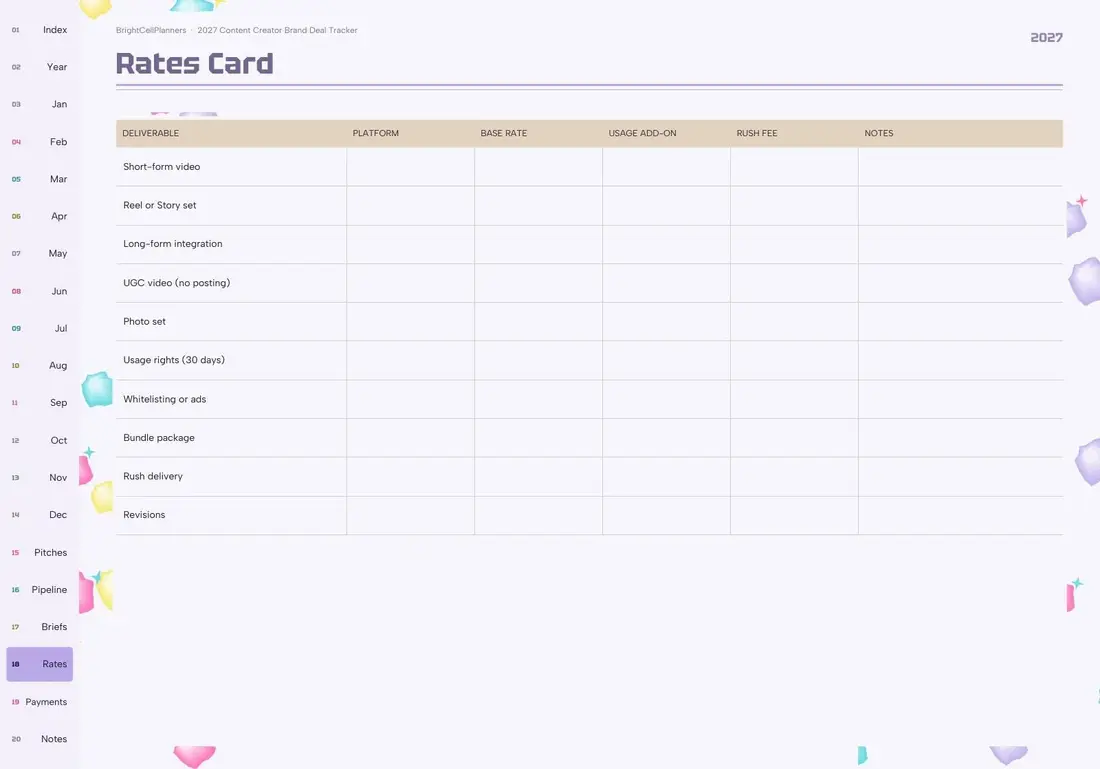 01 Index
02 Year
03 Jan
04 Feb
05 Mar
06 Apr
07 May
08 Jun
09 Jul
10 Aug
11 Sep
12 Oct
13 Nov
14 Dec
15 Pitches
16 Pipeline
17 Briefs
18 Rates
19 Payments
20 Notes
BrightCellPlanners · 2027 Content Creator Brand Deal Tracker
2027
Rates Card
DELIVERABLE PLATFORM BASE RATE USAGE ADD-ON RUSH FEE NOTES
Short-form video
Reel or Story set
Long-form integration
UGC video (no posting)
Photo set
Usage rights (30 days)
Whitelisting or ads
Bundle package
Rush delivery
Revisions